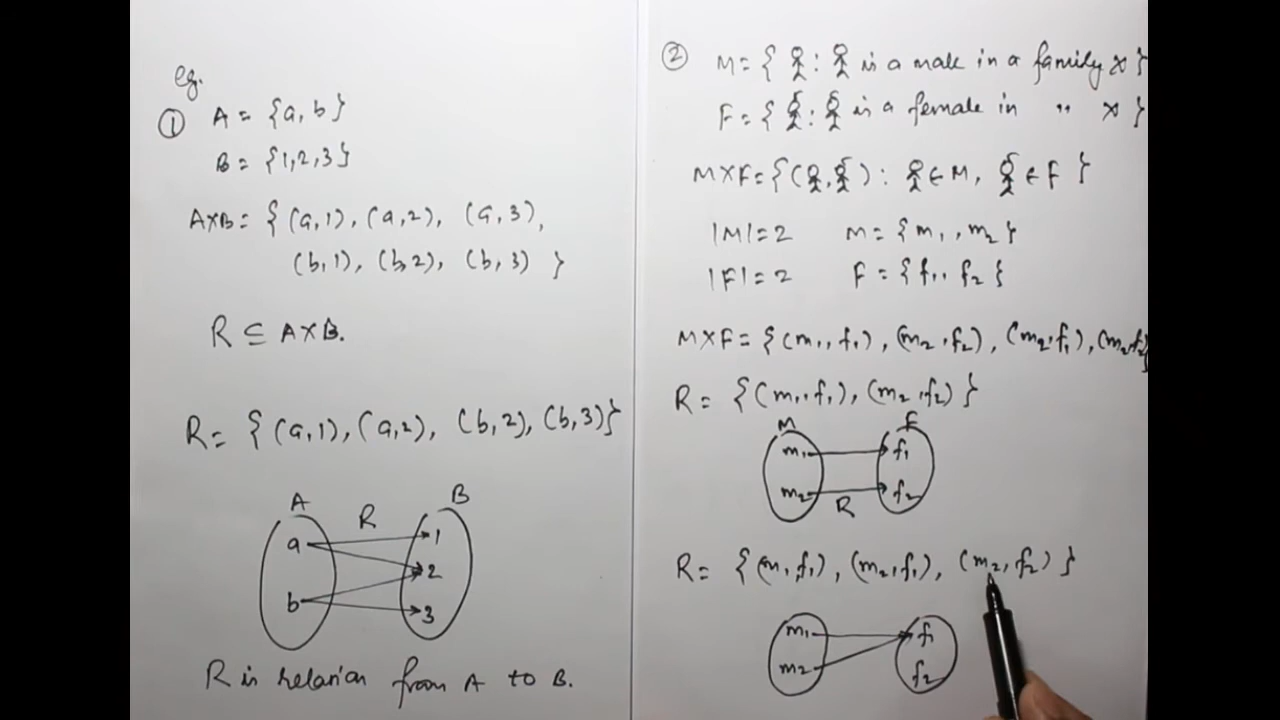 eg.
① A = {a, b}
B = {1,2,3}
A×B = { (a,1), (a,2), (a,3),
(b,1), (b,2), (b,3) }
R ⊆ A×B.
R = { (a,1), (a,2), (b,2), (b,3)}
A R B
a 1
b 2
3
R is relation from A to B.
② M = { : is a male in a family x }
F = { : is a female in " x }
M×F = {( , ) : ∈ M, ∈ F }
|M| = 2 M = {m₁, m₂}
|F| = 2 F = {f₁, f₂}
M×F = {(m₁, f₁), (m₂, f₂), (m₂, f₁), (m₂ f₂
R = {(m₁, f₁), (m₂, f₂)}
M F
m₁ f₁
m₂ R f₂
R = {(m₁, f₁), (m₂, f₁), (m₂, f₂)}
m₁ f₁
m₂ f₂